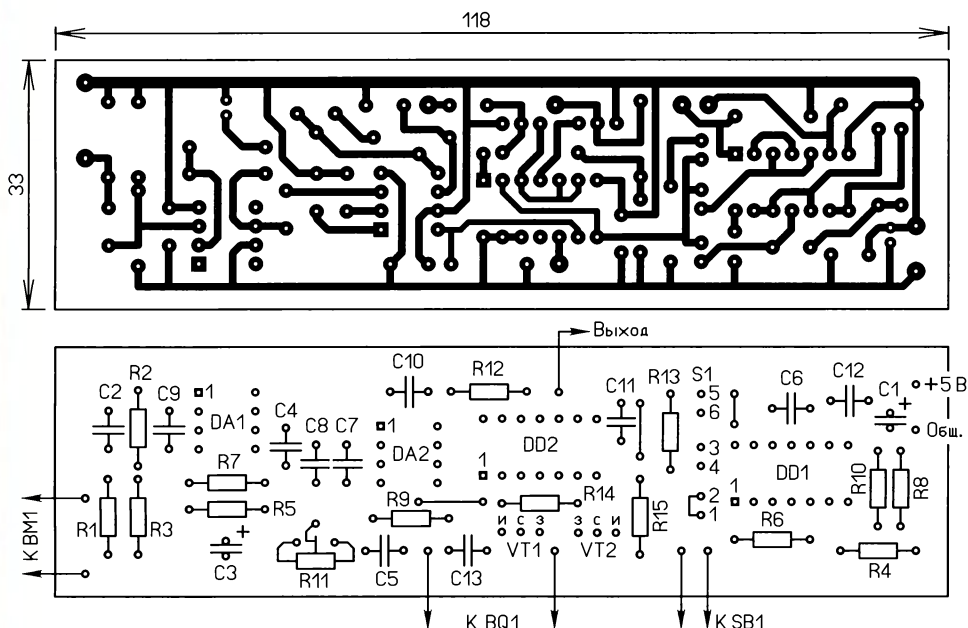 118
33
Выход
C2
R2
C9
1
DA1
C4
C8
C7
R7
R5
C3
R1
R3
К BM1
C10
R12
1
DA2
DD2
1
R9
R11
C5
C13
R14
и с з
VT1
з с и
VT2
К BQ1
C11
R13
S1
5
6
3
4
2
1
R15
C6
C12
C1
+
+5 В
Общ.
DD1
1
R10
R8
R6
R4
К SB1
+